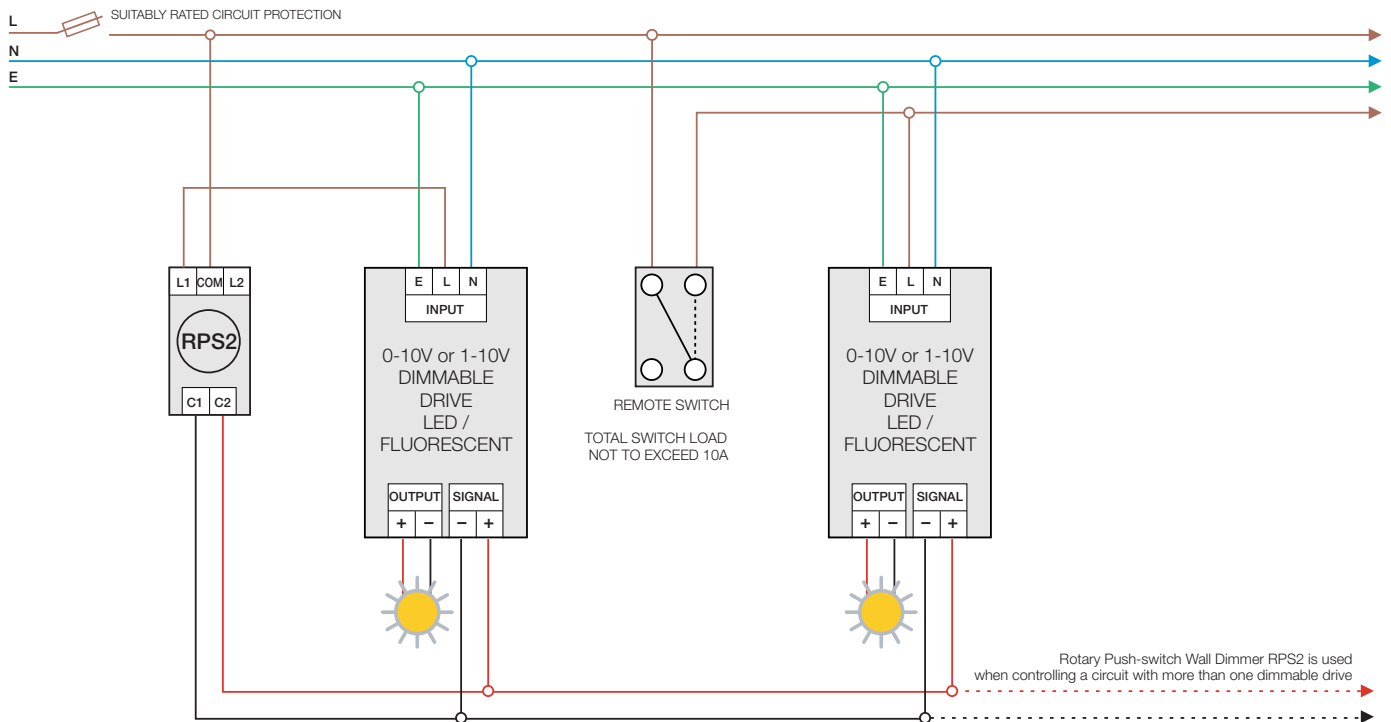 L
SUITABLY RATED CIRCUIT PROTECTION
N
E
L1 COM L2
RPS2
C1 C2
E L N
INPUT
0-10V or 1-10V
DIMMABLE
DRIVE
LED /
FLUORESCENT
OUTPUT SIGNAL
+ − − +
REMOTE SWITCH
TOTAL SWITCH LOAD
NOT TO EXCEED 10A
E L N
INPUT
0-10V or 1-10V
DIMMABLE
DRIVE
LED /
FLUORESCENT
OUTPUT SIGNAL
+ − − +
Rotary Push-switch Wall Dimmer RPS2 is used
when controlling a circuit with more than one dimmable drive